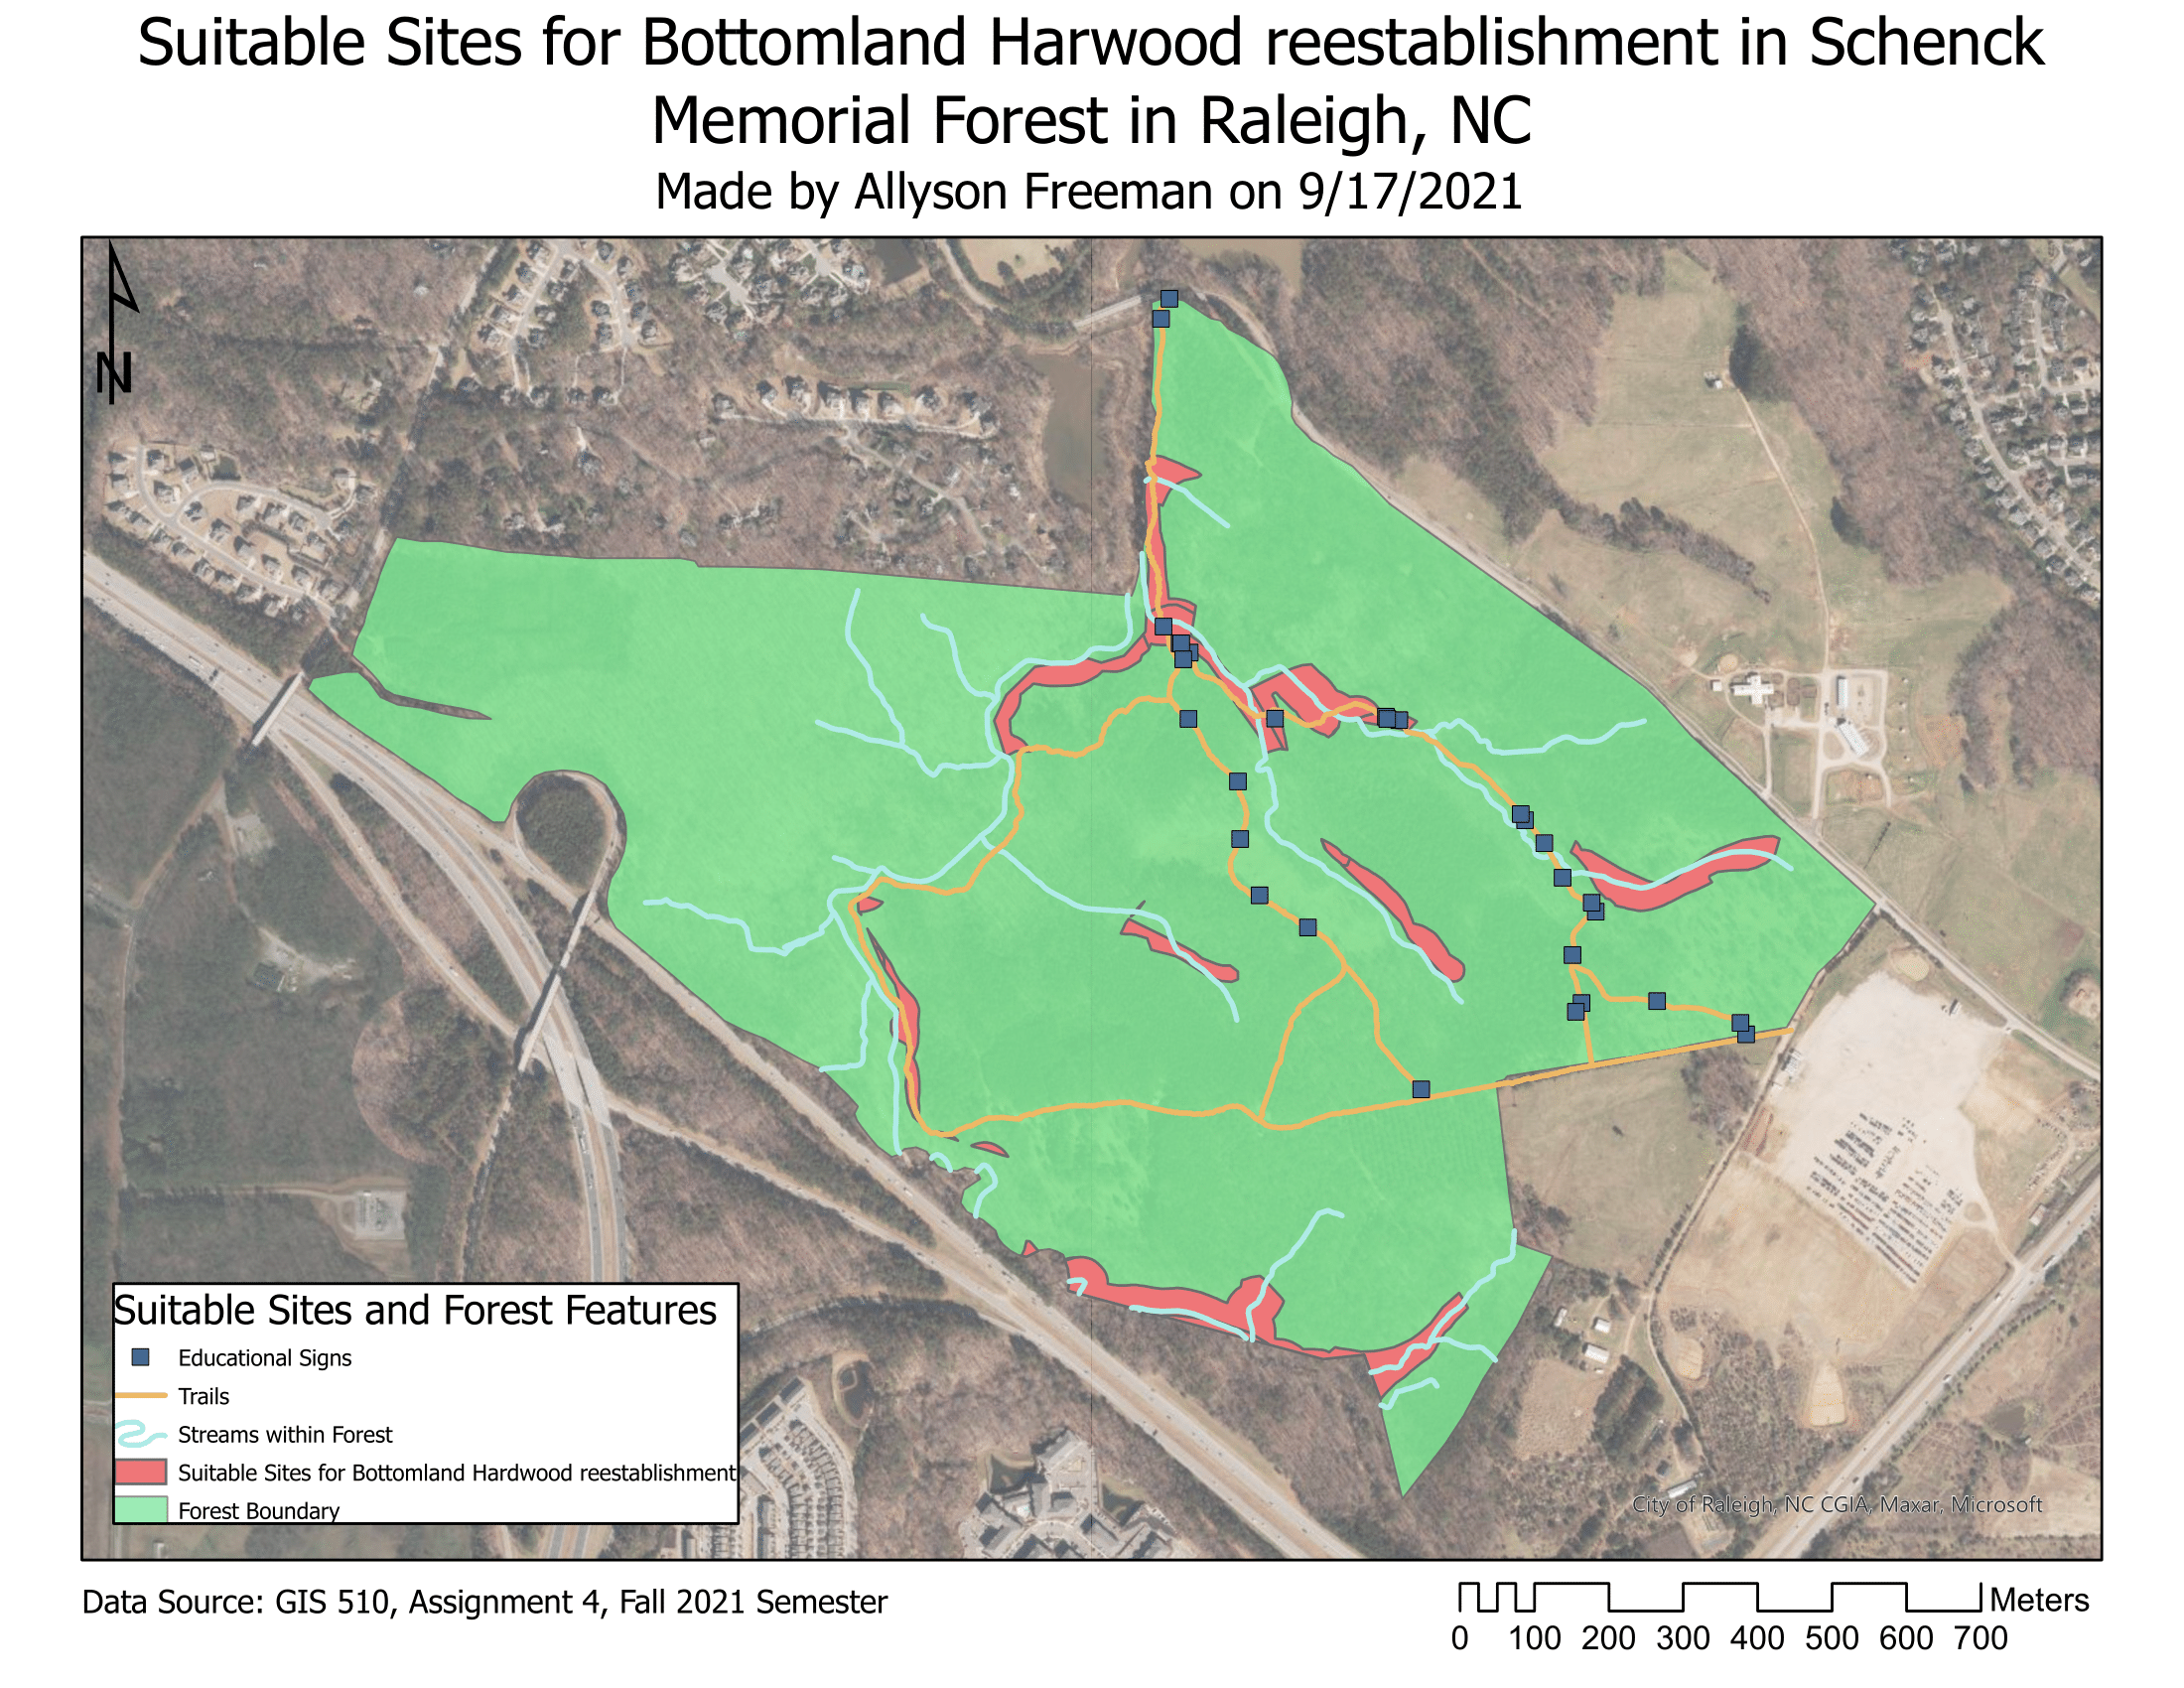 Suitable Sites for Bottomland Harwood reestablishment in Schenck
Memorial Forest in Raleigh, NC
Made by Allyson Freeman on 9/17/2021
N
Suitable Sites and Forest Features
Educational Signs
Trails
Streams within Forest
Suitable Sites for Bottomland Hardwood reestablishment
Forest Boundary
City of Raleigh, NC CGIA, Maxar, Microsoft
Data Source: GIS 510, Assignment 4, Fall 2021 Semester
Meters
0 100 200 300 400 500 600 700